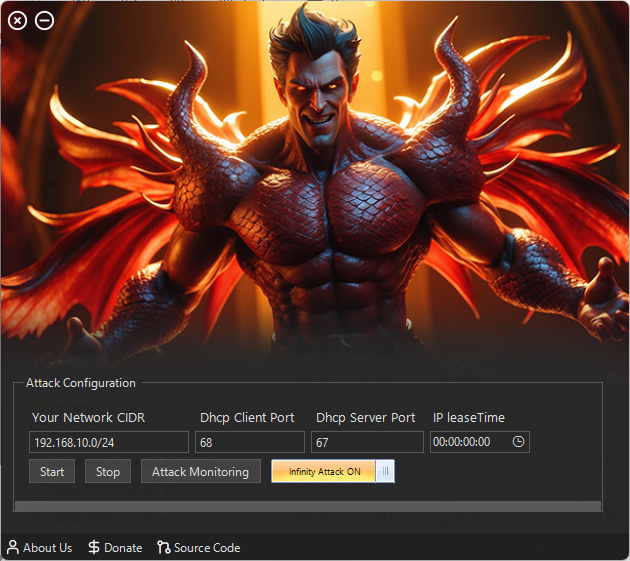 Attack Configuration
Your Network CIDR Dhcp Client Port Dhcp Server Port IP leaseTime
192.168.10.0/24 68 67 00:00:00:00
Start Stop Attack Monitoring Infinity Attack ON
About Us Donate Source Code